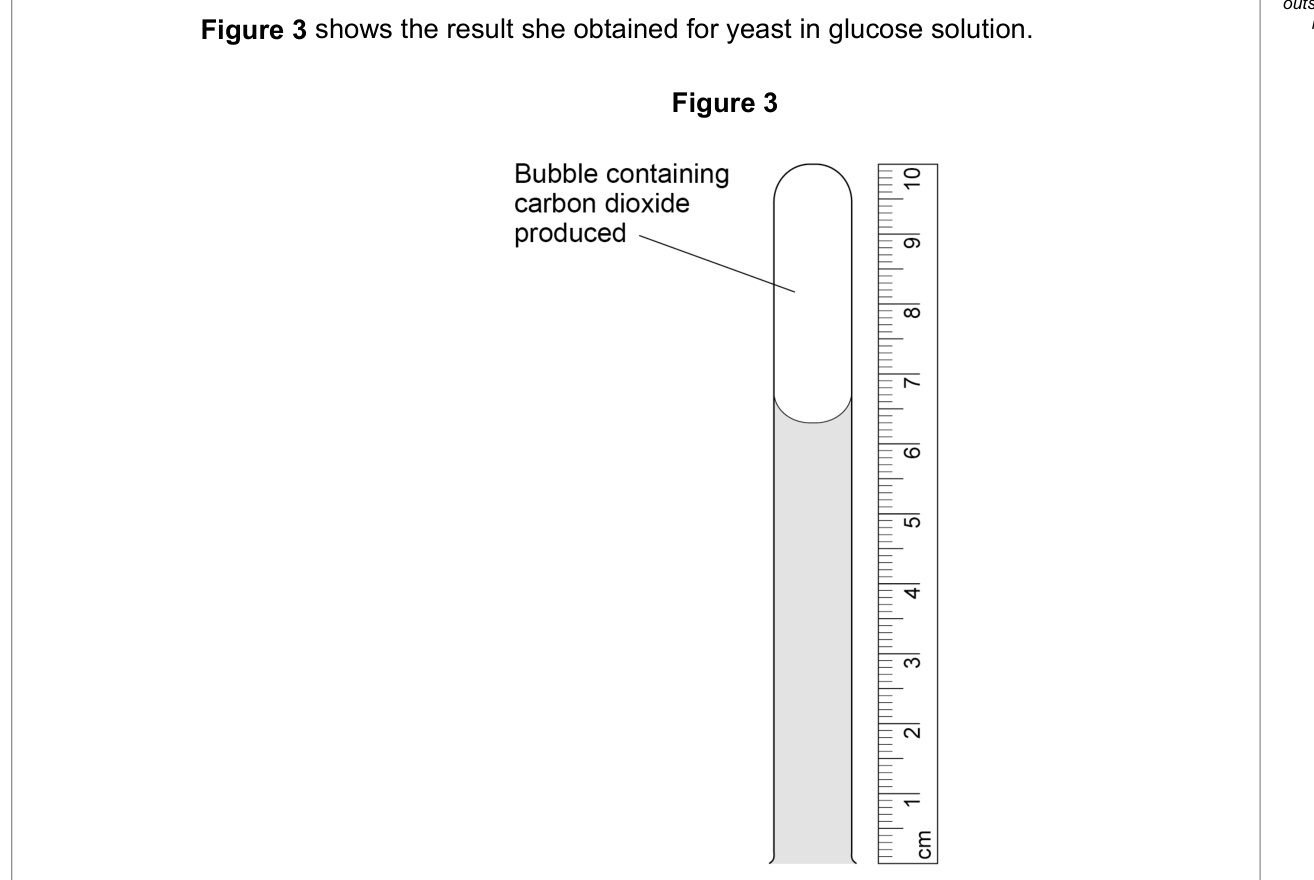 outs
Figure 3 shows the result she obtained for yeast in glucose solution.
Figure 3
Bubble containing
carbon dioxide
produced
10
9
8
7
6
5
4
3
2
1
cm